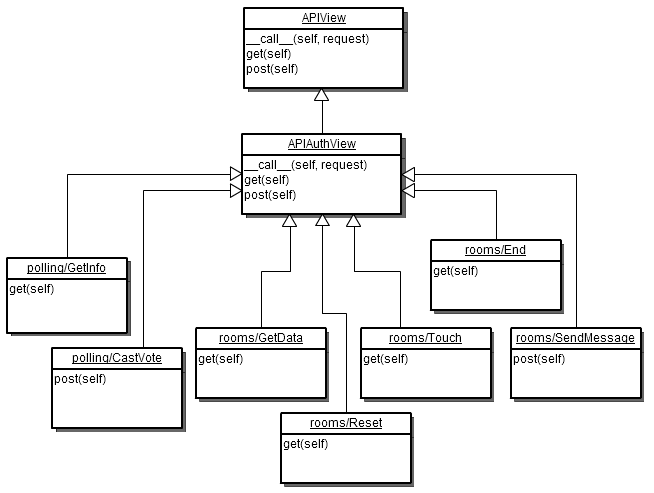 APIView
__call__(self, request)
get(self)
post(self)
APIAuthView
__call__(self, request)
get(self)
post(self)
rooms/End
get(self)
polling/GetInfo
get(self)
rooms/GetData
get(self)
rooms/Touch
get(self)
rooms/SendMessage
post(self)
polling/CastVote
post(self)
rooms/Reset
get(self)